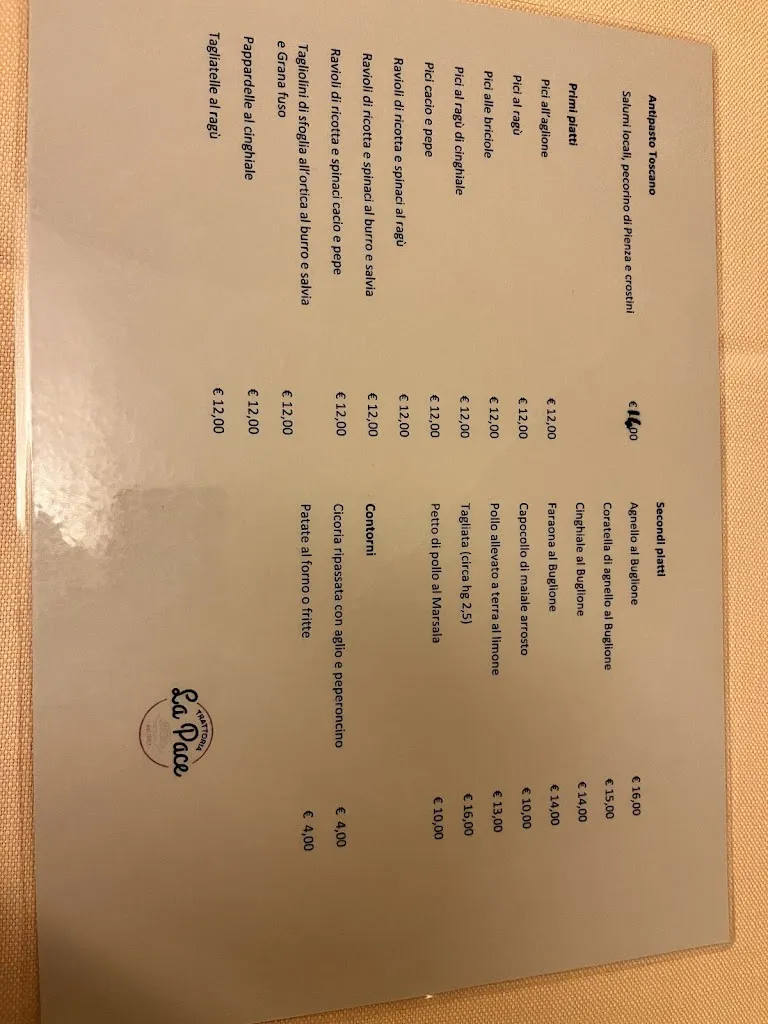 Antipasto Toscano
Salumi locali, pecorino di Pienza e crostini € 14,00
Primi piatti
Pici all'aglione € 12,00
Pici al ragù € 12,00
Pici alle briciole € 12,00
Pici al ragù di cinghiale € 12,00
Pici cacio e pepe € 12,00
Ravioli di ricotta e spinaci al ragù € 12,00
Ravioli di ricotta e spinaci al burro e salvia € 12,00
Ravioli di ricotta e spinaci cacio e pepe € 12,00
Tagliolini di sfoglia all'ortica al burro e salvia
e Grana fuso € 12,00
Pappardelle al cinghiale € 12,00
Tagliatelle al ragù € 12,00
Secondi piatti
Agnello al Buglione € 16,00
Coratella di agnello al Buglione € 15,00
Cinghiale al Buglione € 14,00
Faraona al Buglione € 14,00
Capocollo di maiale arrosto € 10,00
Pollo allevato a terra al limone € 13,00
Tagliata (circa hg 2,5) € 16,00
Petto di pollo al Marsala € 10,00
Contorni
Cicoria ripassata con aglio e peperoncino € 4,00
Patate al forno o fritte € 4,00
TRATTORIA
La Pace